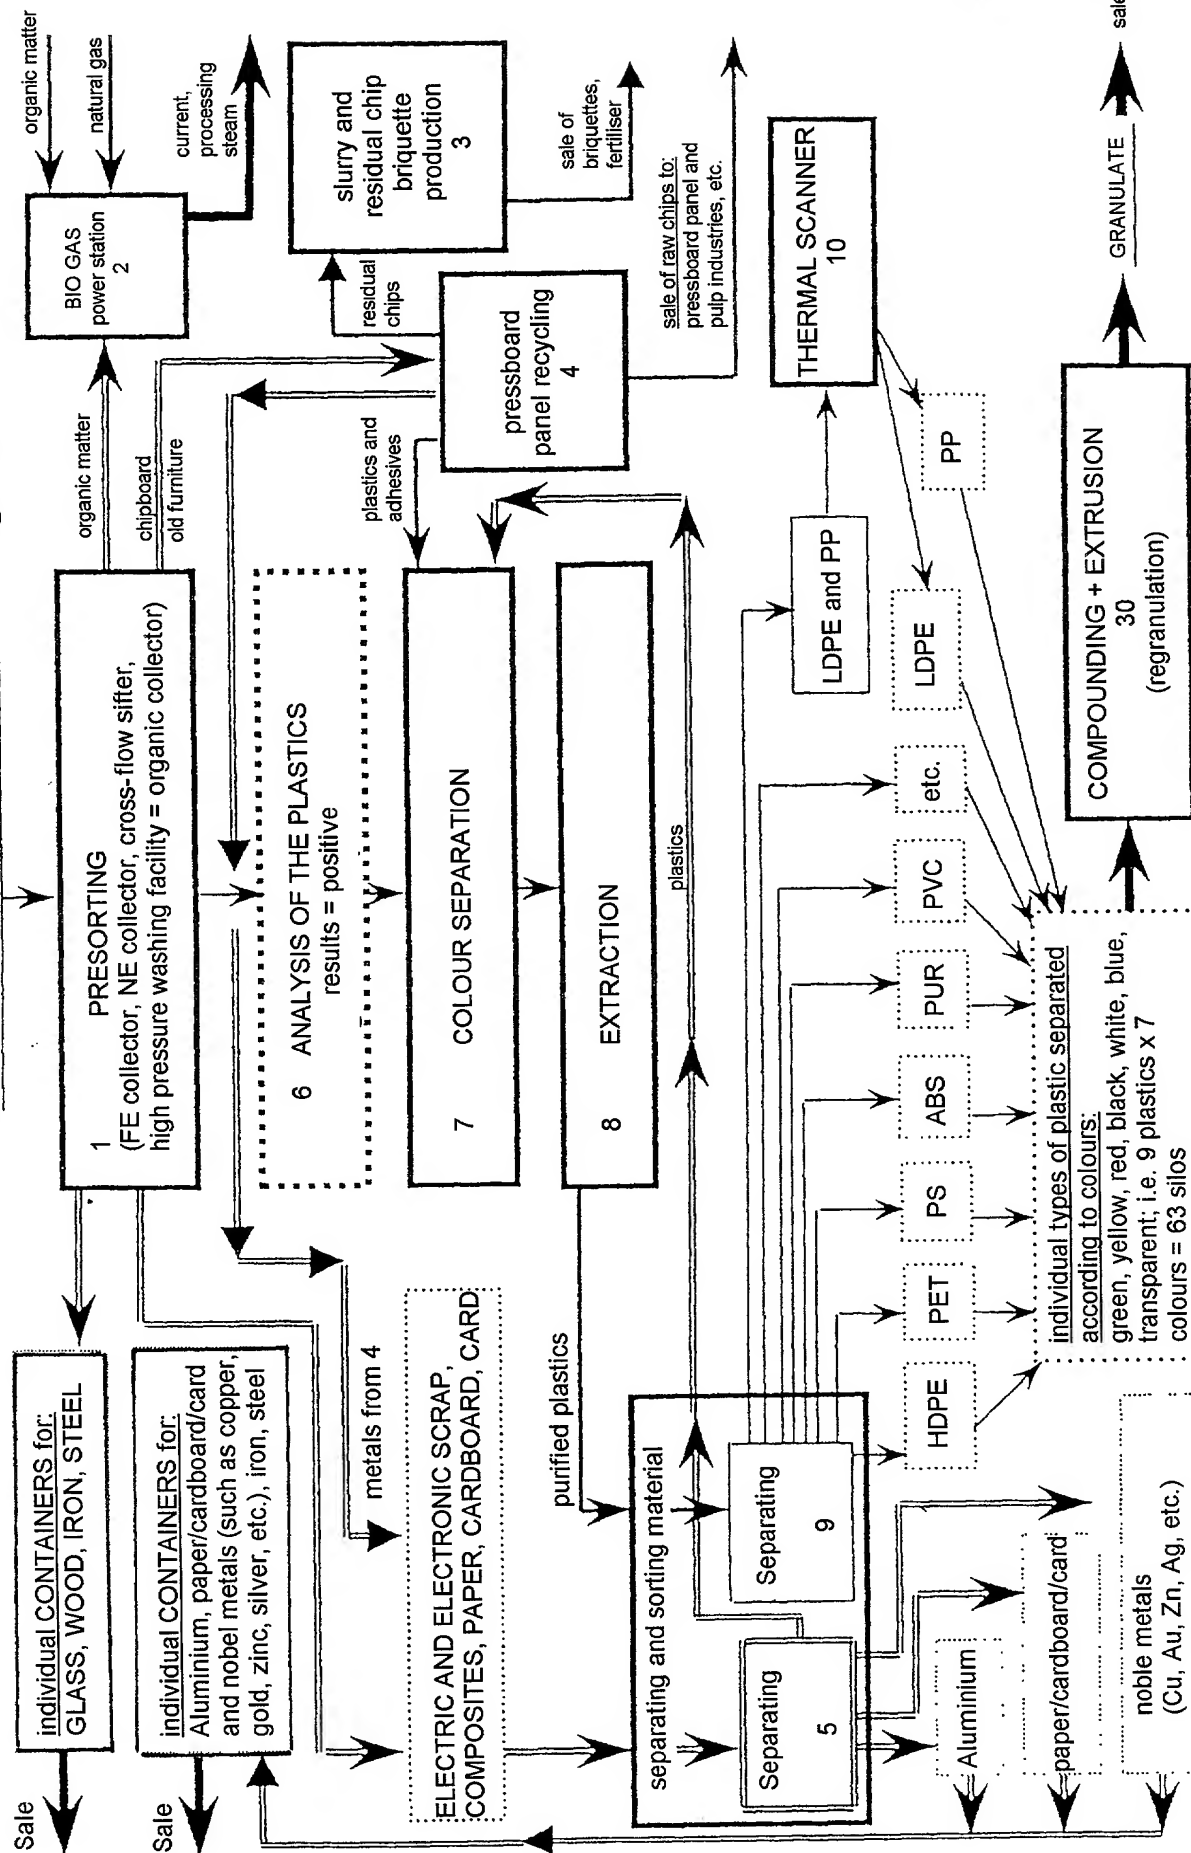 organic matter
natural gas
Sale
individual CONTAINERS for:
GLASS, WOOD, IRON, STEEL
1 PRESORTING
(FE collector, NE collector, cross-flow sifter,
high pressure washing facility = organic collector)
organic matter
chipboard
old furniture
BIO GAS
power station
2
current,
processing
steam
Sale
individual CONTAINERS for:
Aluminium, paper/cardboard/card
and nobel metals (such as copper,
gold, zinc, silver, etc.), iron, steel
metals from 4
6 ANALYSIS OF THE PLASTICS
results = positive
plastics and
adhesives
residual
chips
slurry and
residual chip
briquette
production
3
ELECTRIC AND ELECTRONIC SCRAP,
COMPOSITES, PAPER, CARDBOARD, CARD
7 COLOUR SEPARATION
pressboard
panel recycling
4
sale of
briquettes,
fertiliser
purified plastics
8 EXTRACTION
sale of raw chips to:
pressboard panel and
pulp industries, etc.
separating and sorting material
plastics
Separating
5
Separating
9
LDPE and PP
THERMAL SCANNER
10
Aluminium
HDPE
PET
PS
ABS
PUR
PVC
etc.
LDPE
PP
paper/cardboard/card
individual types of plastic separated
according to colours:
green, yellow, red, black, white, blue,
transparent; i.e. 9 plastics x 7
colours = 63 silos
noble metals
(Cu, Au, Zn, Ag, etc.)
COMPOUNDING + EXTRUSION
30
(regranulation)
GRANULATE
sale